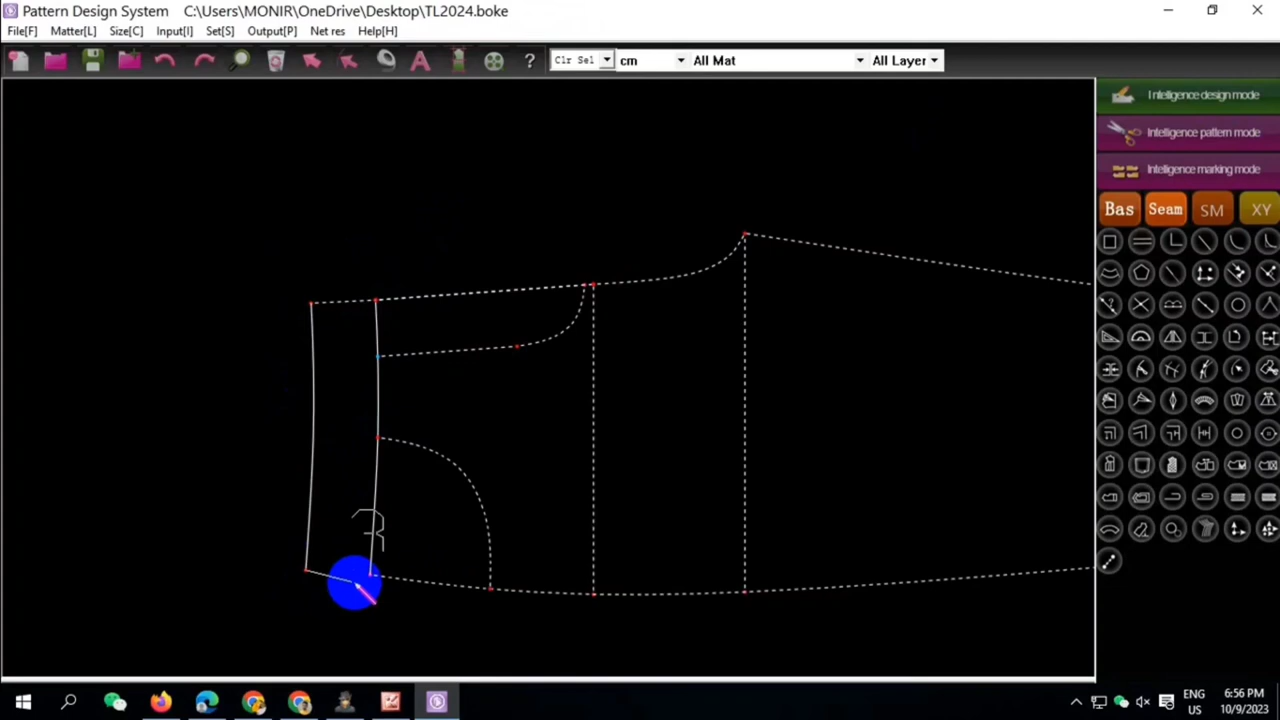 Pattern Design System C:\Users\MONIR\OneDrive\Desktop\TL2024.boke
File[F] Matter[L] Size[C] Input[I] Set[S] Output[P] Net res Help[H]
Clr Sel cm All Mat All Layer
Intelligence design mode
Intelligence pattern mode
Intelligence marking mode
Bas Seam SM XY
3
ENG
US
6:56 PM
10/9/2023